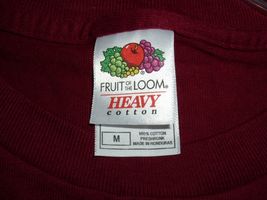 FRUIT OF THE LOOM®
HEAVY
cotton
M
100% COTTON
PRESHRUNK
MADE IN HONDURAS